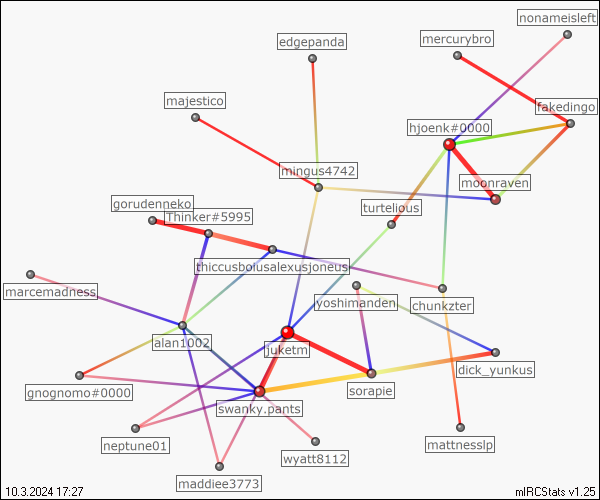 nonameisleft
mercurybro
edgepanda
majestico
fakedingo
hjoenk#0000
mingus4742
moonraven
gorudenneko
turtelious
Thinker#5995
thiccusbolusalexusjoneus
marcemadness
yoshimanden
chunkzter
alan1002
juketm
dick_yunkus
gnognomo#0000
sorapie
swanky.pants
neptune01
mattnesslp
wyatt8112
maddiee3773
10.3.2024 17:27
mIRCStats v1.25